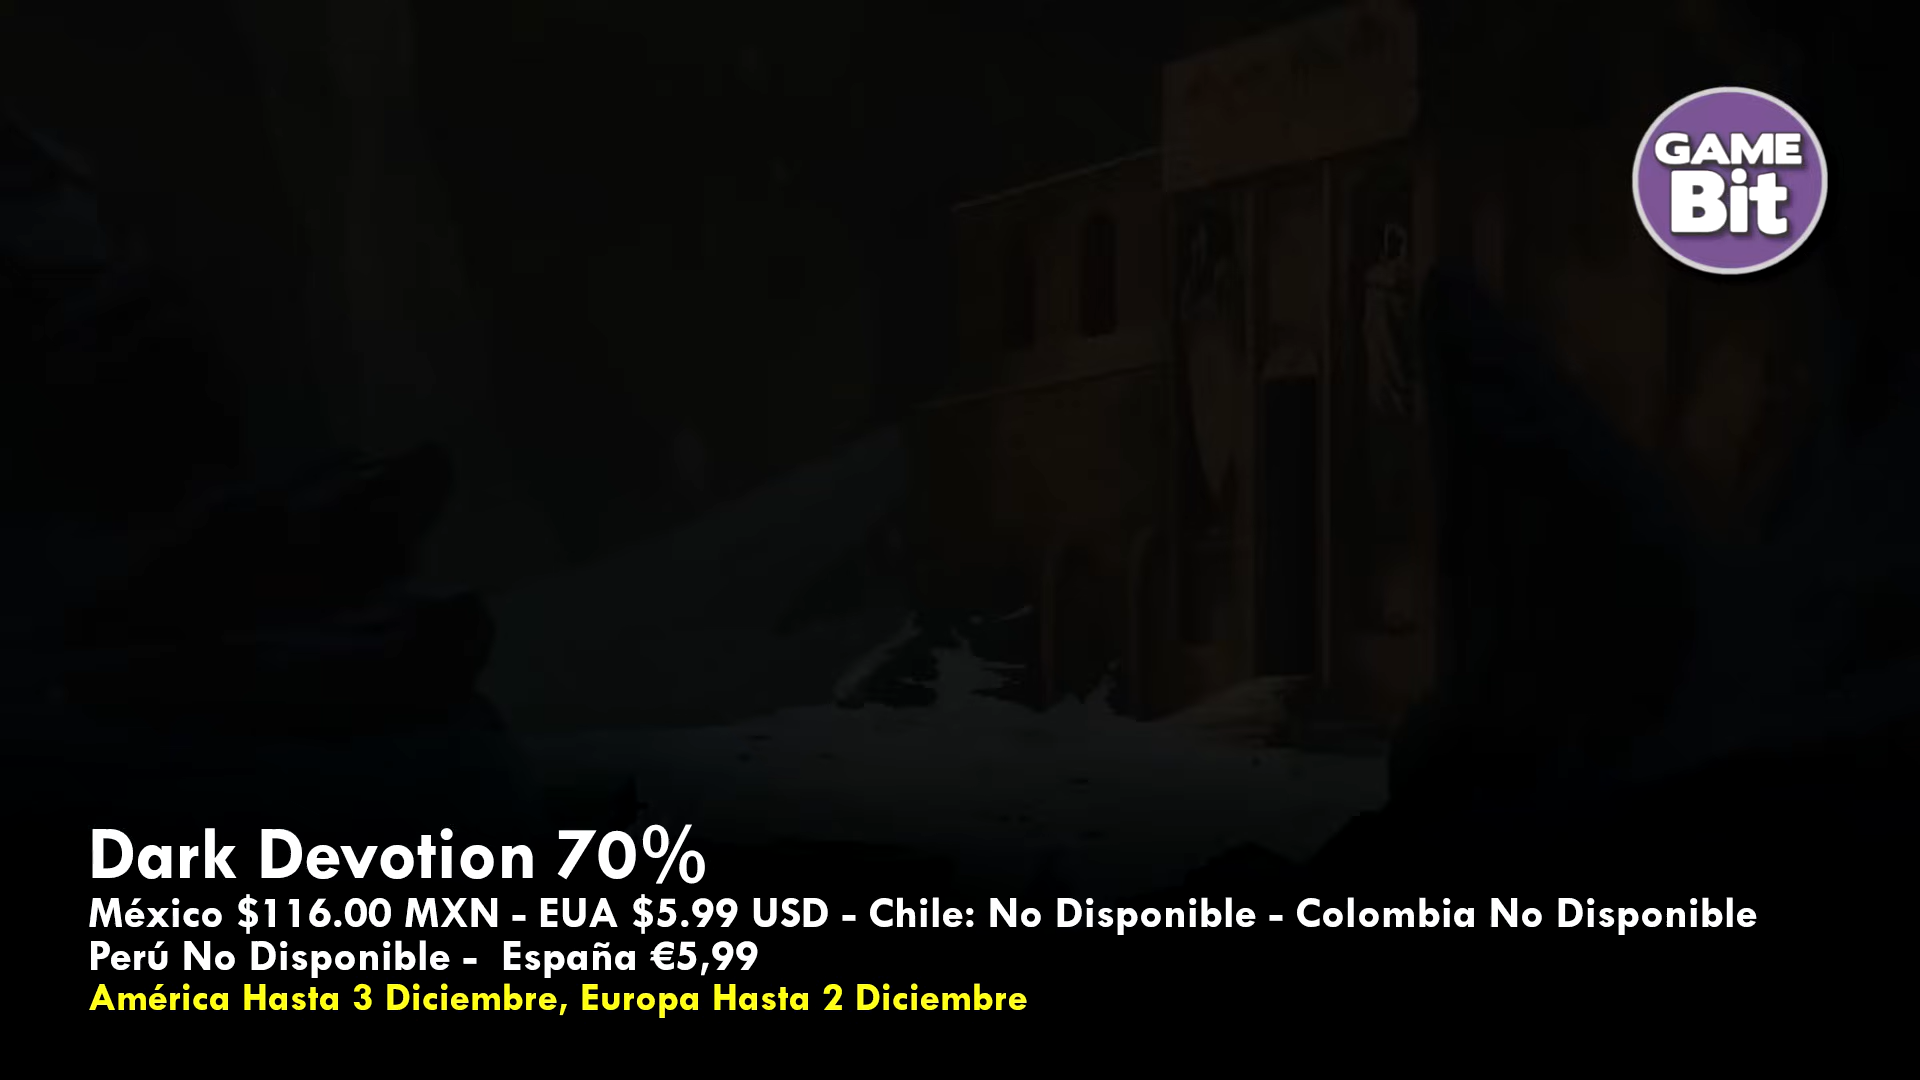 GAME
Bit
Dark Devotion 70%
México $116.00 MXN - EUA $5.99 USD - Chile: No Disponible - Colombia No Disponible
Perú No Disponible -  España €5,99
América Hasta 3 Diciembre, Europa Hasta 2 Diciembre